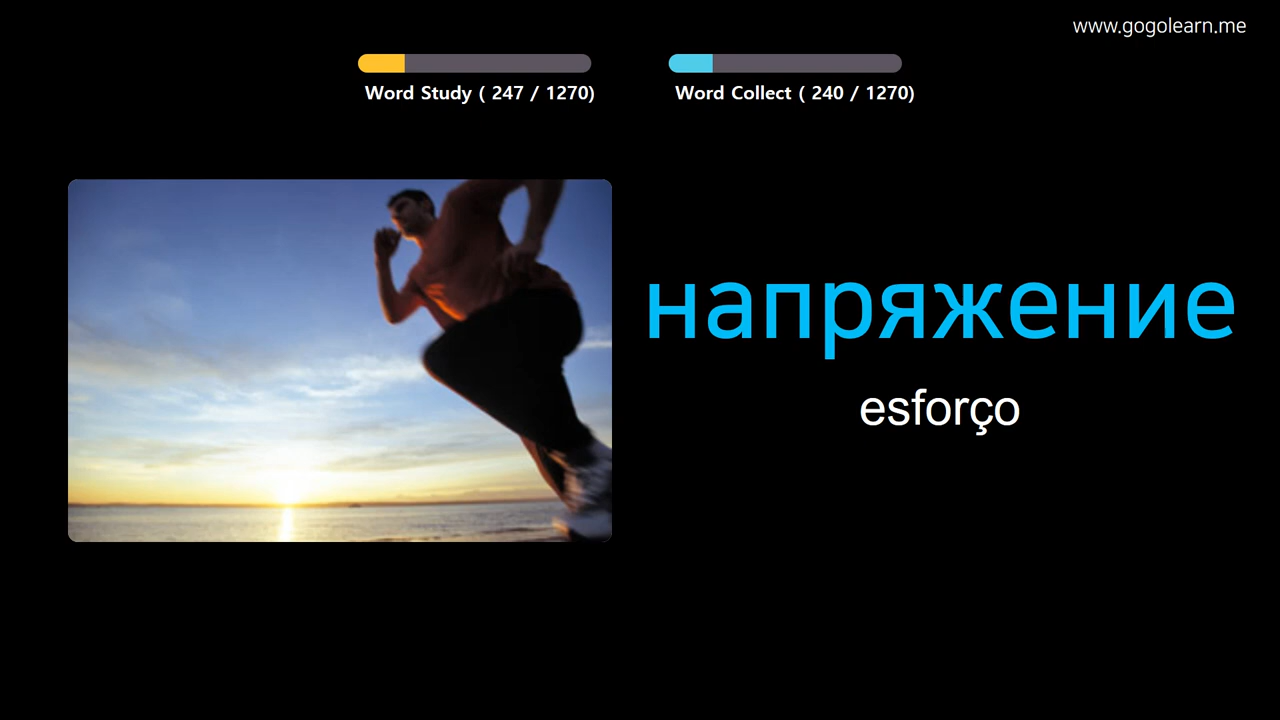 www.gogolearn.me
Word Study ( 247 / 1270)
Word Collect ( 240 / 1270)
напряжение
esforço